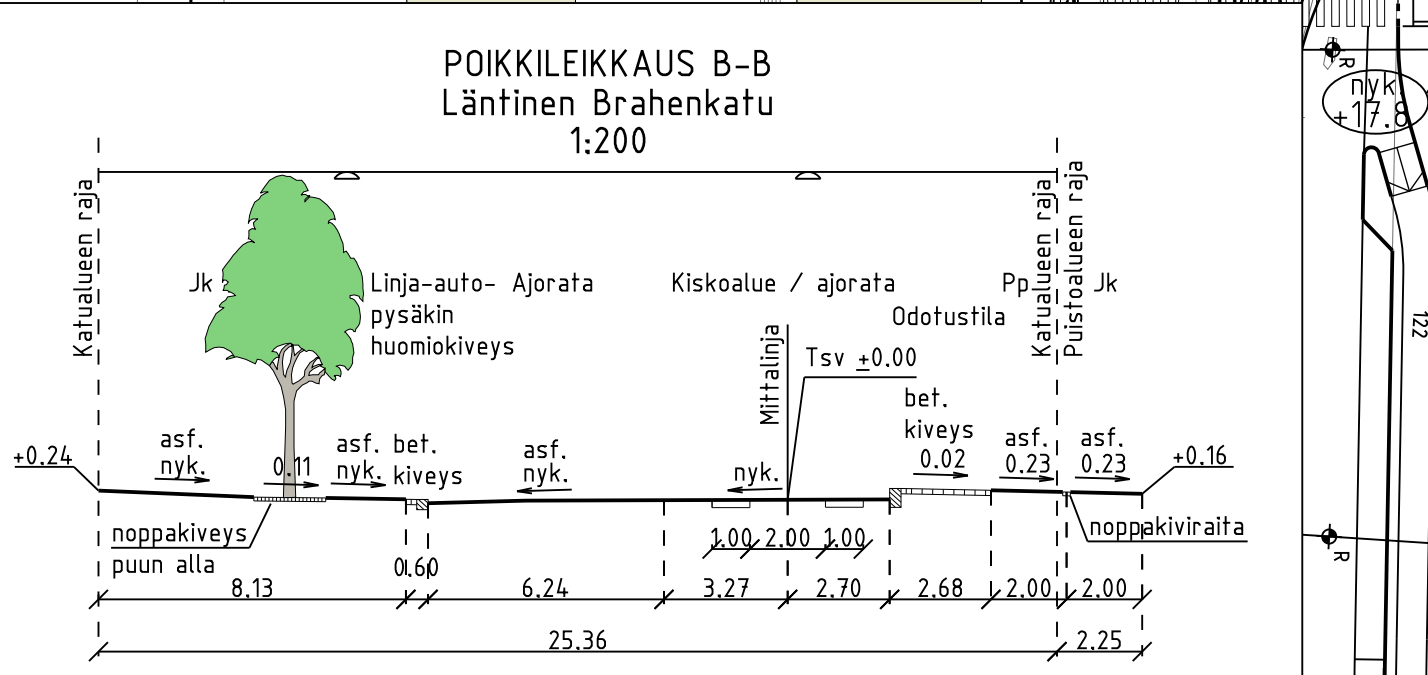 POIKKILEIKKAUS B-B
Läntinen Brahenkatu
1:200
Katualueen raja
Katualueen raja
Puistoalueen raja
Jk
Linja-auto-
pysäkin
huomiokiveys
Ajorata
Kiskoalue / ajorata
Pp
Jk
Odotustila
Mittalinja
Tsv ±0.00
+0.24
asf.
nyk.
0.11
asf.
nyk.
bet.
kiveys
asf.
nyk.
nyk.
bet.
kiveys
0.02
asf.
0.23
asf.
0.23
+0.16
noppakiveys
puun alla
noppakiviraita
1.00 2.00 1.00
0.60
8.13 6.24 3.27 2.70 2.68 2.00 2.00
25.36 2.25
R
nyk
+17.8
122
R